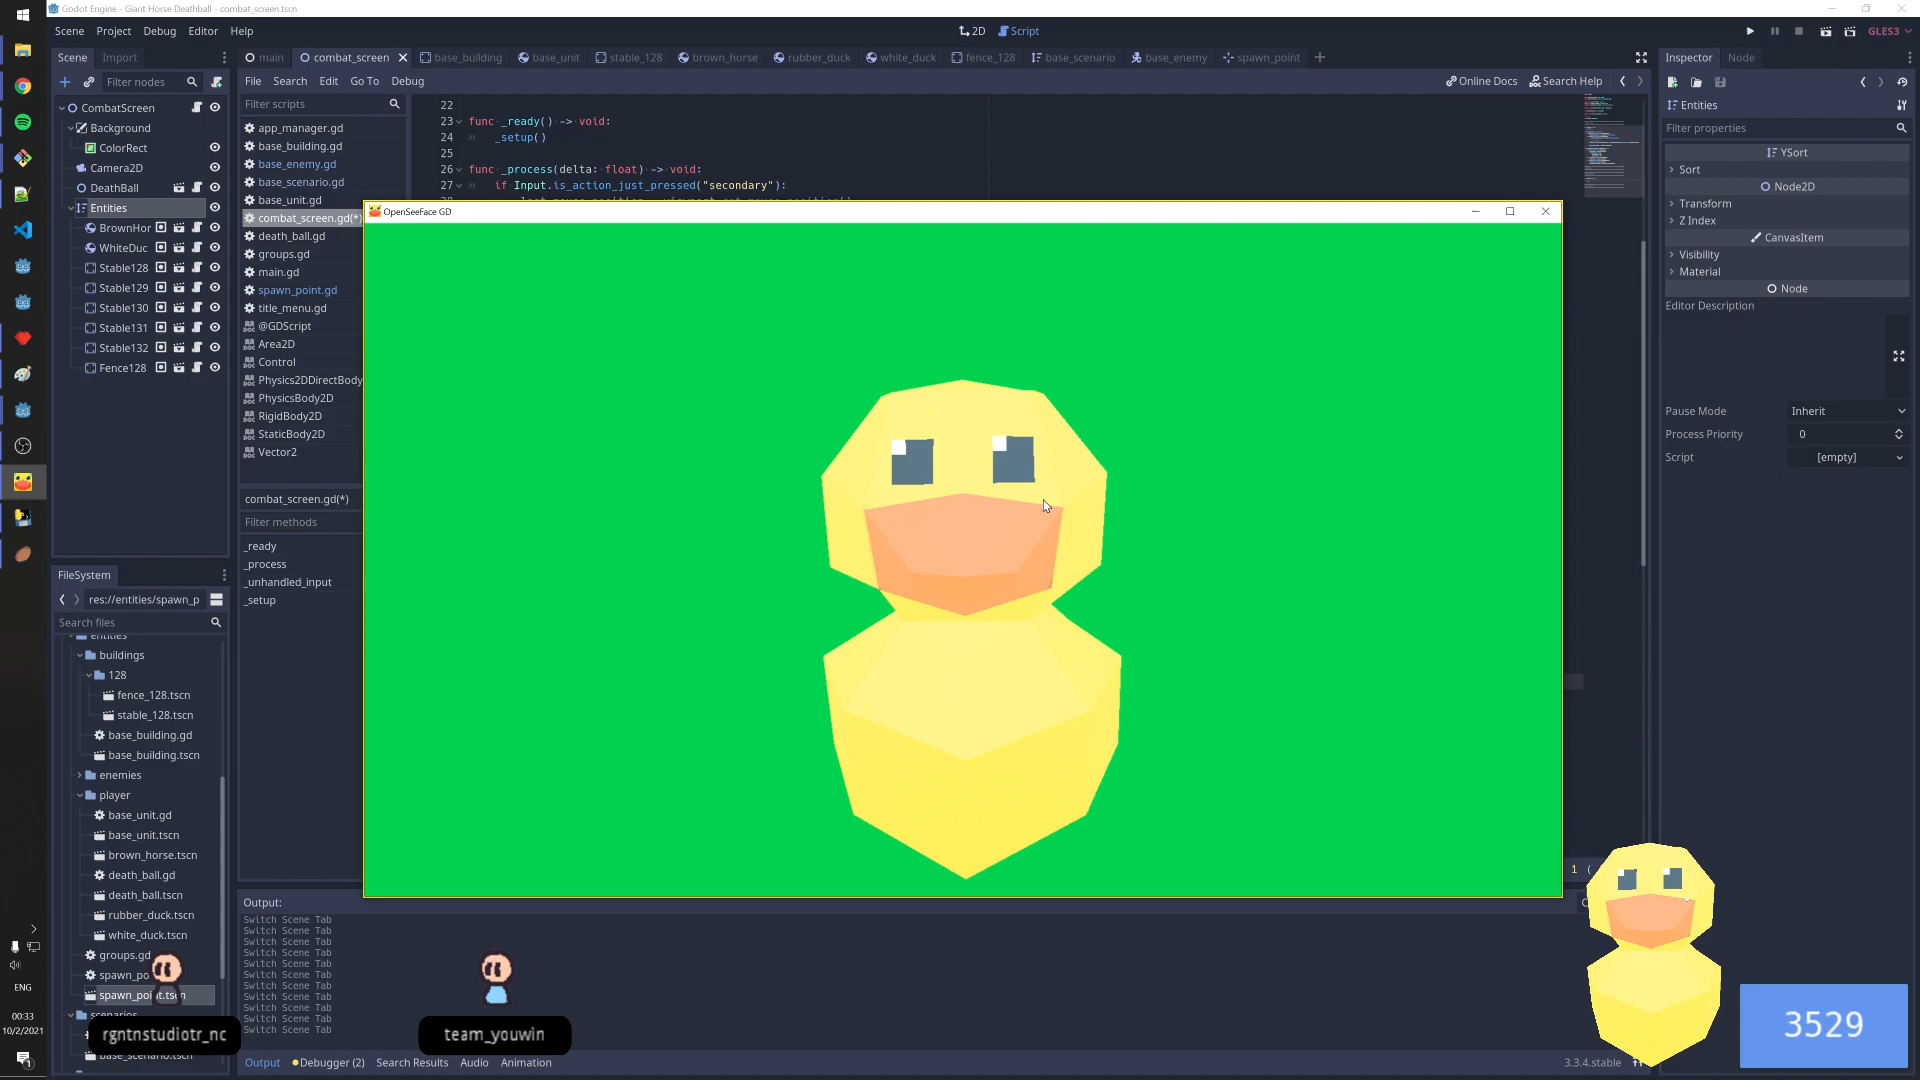 Godot Engine - Giant Horse Deathball - combat_screen.tscn
Scene Project Debug Editor Help
2D Script
GLES3
Scene Import
main combat_screen base_building base_unit stable_128 brown_horse rubber_duck white_duck fence_128 base_scenario base_enemy spawn_point
Inspector Node
Filter nodes
File Search Edit Go To Debug
Online Docs Search Help
CombatScreen
Background
ColorRect
Camera2D
DeathBall
Entities
BrownHor
WhiteDuc
Stable128
Stable129
Stable130
Stable131
Stable132
Fence128
Filter scripts
app_manager.gd
base_building.gd
base_enemy.gd
base_scenario.gd
base_unit.gd
combat_screen.gd(*)
death_ball.gd
groups.gd
main.gd
spawn_point.gd
title_menu.gd
@GDScript
Area2D
Control
Physics2DDirectBody
PhysicsBody2D
RigidBody2D
StaticBody2D
Vector2
combat_screen.gd(*)
Filter methods
_ready
_process
_unhandled_input
_setup
22
23 func _ready() -> void:
24 _setup()
25
26 func _process(delta: float) -> void:
27 if Input.is_action_just_pressed("secondary"):
OpenSeeFace GD
Entities
Filter properties
YSort
Sort
Node2D
Transform
Z Index
CanvasItem
Visibility
Material
Node
Editor Description
Pause Mode Inherit
Process Priority 0
Script [empty]
FileSystem
res://entities/spawn_p
Search files
entities
buildings
128
fence_128.tscn
stable_128.tscn
base_building.gd
base_building.tscn
enemies
player
base_unit.gd
base_unit.tscn
brown_horse.tscn
death_ball.gd
death_ball.tscn
rubber_duck.tscn
white_duck.tscn
groups.gd
spawn_po
spawn_point.tscn
scenarios
base_scenario.tscn
1 (
Output:
Switch Scene Tab
Switch Scene Tab
Switch Scene Tab
Switch Scene Tab
Switch Scene Tab
Switch Scene Tab
Switch Scene Tab
Switch Scene Tab
Switch Scene Tab
Switch Scene Tab
Switch Scene Tab
Output Debugger (2) Search Results Audio Animation
3.3.4.stable
rgntnstudiotr_nc
team_youwin
3529
ENG
00:33
10/2/2021
1